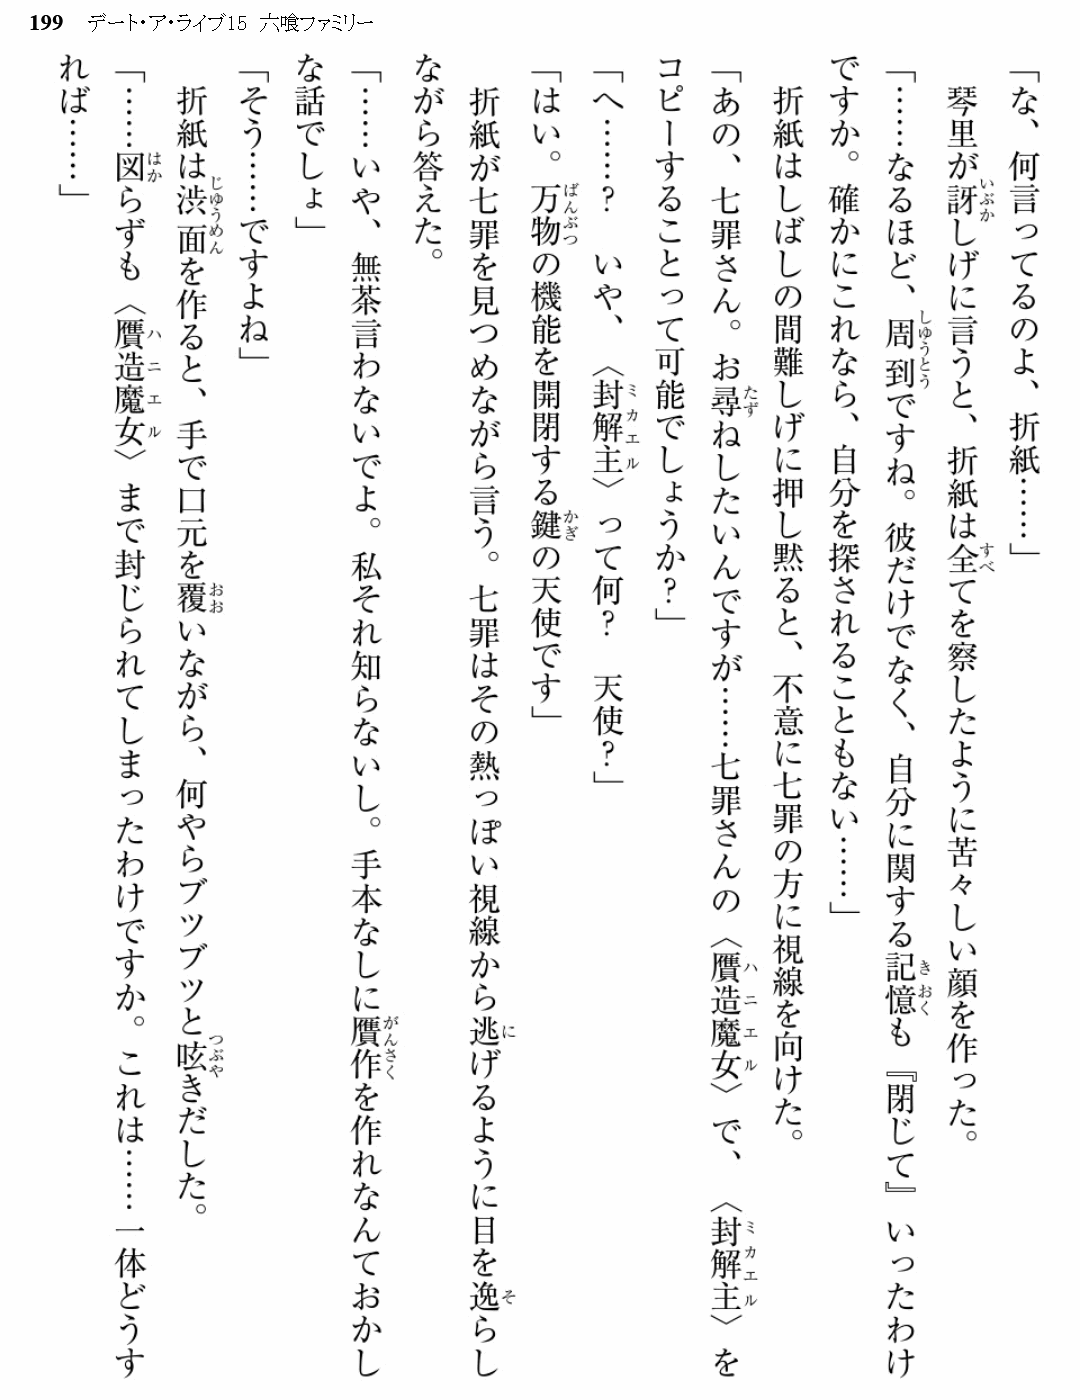 199 デート・ア・ライブ15 六喰ファミリー
「な、何言ってるのよ、折紙……」
琴里が訝しげに言うと、折紙は全てを察したように苦々しい顔を作った。
「……なるほど、周到ですね。彼だけでなく、自分に関する記憶も『閉じて』いったわけ
ですか。確かにこれなら、自分を探されることもない……」
折紙はしばしの間難しげに押し黙ると、不意に七罪の方に視線を向けた。
「あの、七罪さん。お尋ねしたいんですが……七罪さんの〈贋造魔女〉で、〈封解主〉を
コピーすることって可能でしょうか?」
「へ……? いや、〈封解主〉って何? 天使?」
「はい。万物の機能を開閉する鍵の天使です」
折紙が七罪を見つめながら言う。七罪はその熱っぽい視線から逃げるように目を逸らし
ながら答えた。
「……いや、無茶言わないでよ。私それ知らないし。手本なしに贋作を作れなんておかし
な話でしょ」
「そう……ですよね」
折紙は渋面を作ると、手で口元を覆いながら、何やらブツブツと呟きだした。
「……図らずも〈贋造魔女〉まで封じられてしまったわけですか。これは……一体どうす
れば……」